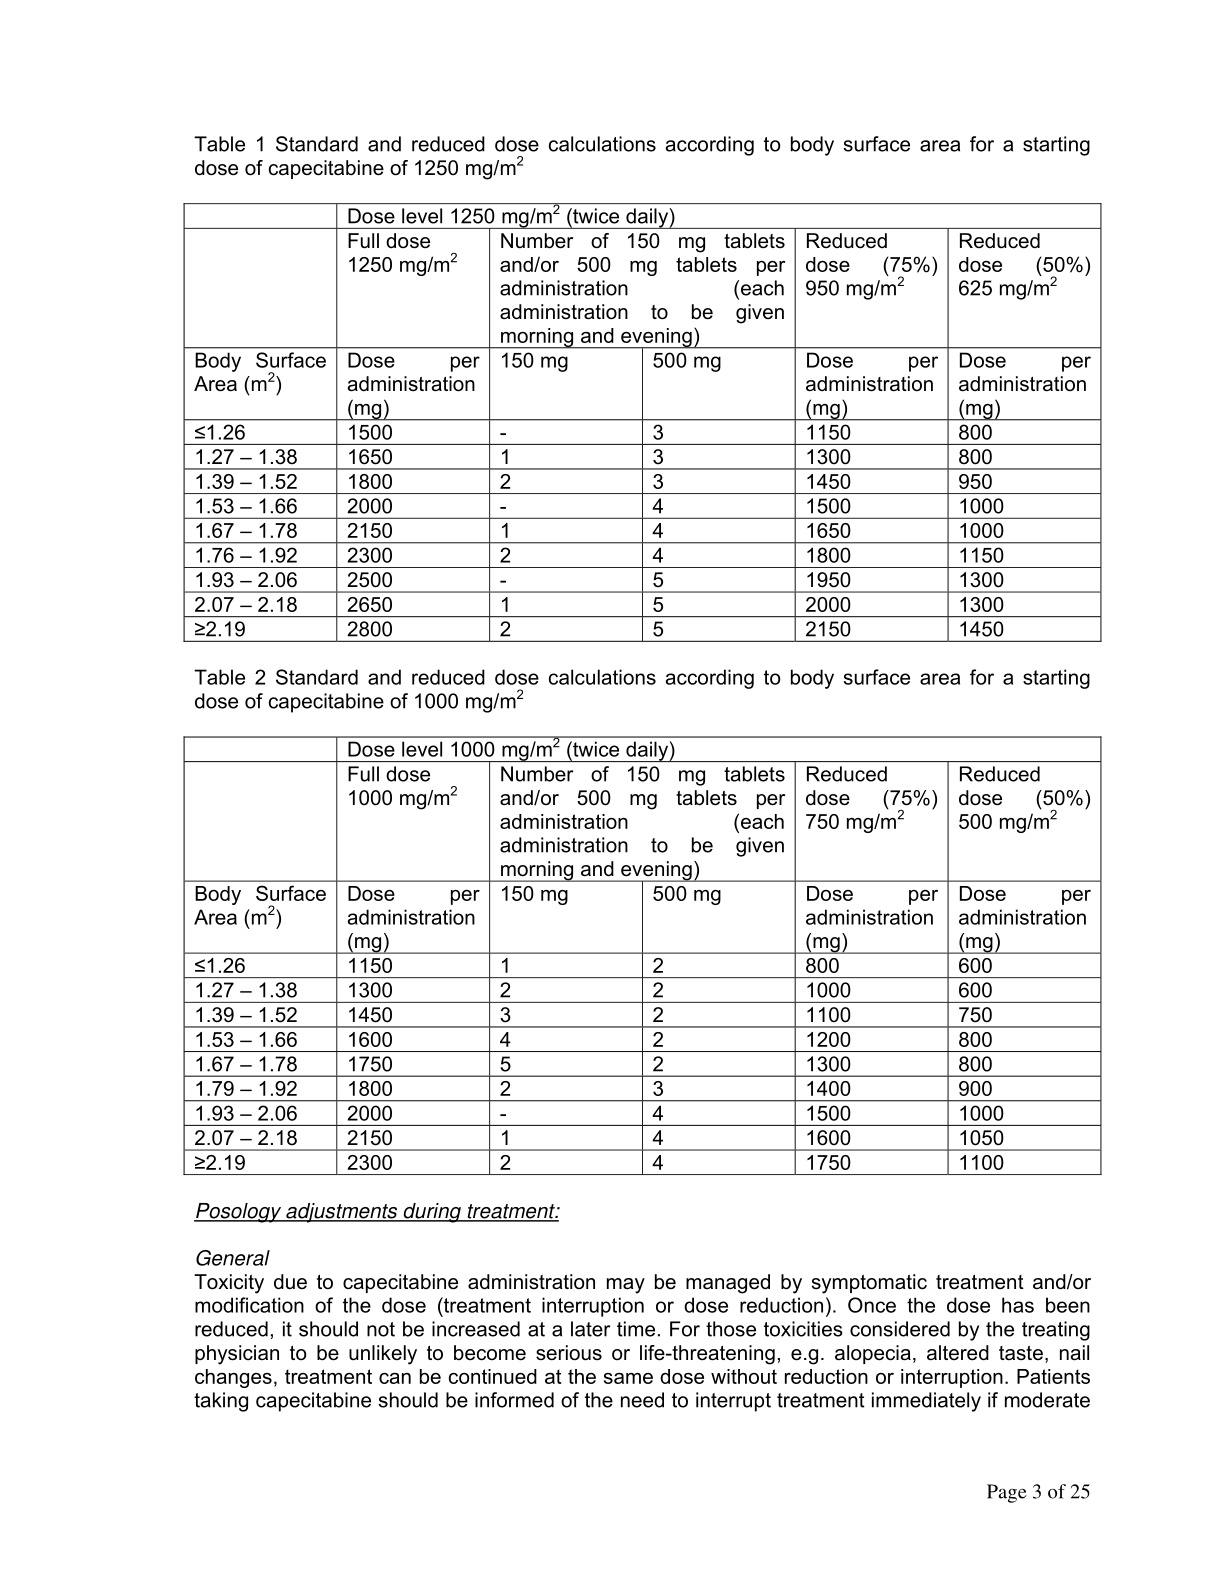 Table 1 Standard and reduced dose calculations according to body surface area for a starting
dose of capecitabine of 1250 mg/m²
Dose level 1250 mg/m² (twice daily)
Full dose
1250 mg/m²
Number of 150 mg tablets
and/or 500 mg tablets per
administration (each
administration to be given
morning and evening)
Reduced
dose (75%)
950 mg/m²
Reduced
dose (50%)
625 mg/m²
Body Surface
Area (m²)
Dose per
administration
(mg)
150 mg
500 mg
Dose per
administration
(mg)
Dose per
administration
(mg)
≤1.26 1500 - 3 1150 800
1.27 – 1.38 1650 1 3 1300 800
1.39 – 1.52 1800 2 3 1450 950
1.53 – 1.66 2000 - 4 1500 1000
1.67 – 1.78 2150 1 4 1650 1000
1.76 – 1.92 2300 2 4 1800 1150
1.93 – 2.06 2500 - 5 1950 1300
2.07 – 2.18 2650 1 5 2000 1300
≥2.19 2800 2 5 2150 1450
Table 2 Standard and reduced dose calculations according to body surface area for a starting
dose of capecitabine of 1000 mg/m²
Dose level 1000 mg/m² (twice daily)
Full dose
1000 mg/m²
Number of 150 mg tablets
and/or 500 mg tablets per
administration (each
administration to be given
morning and evening)
Reduced
dose (75%)
750 mg/m²
Reduced
dose (50%)
500 mg/m²
Body Surface
Area (m²)
Dose per
administration
(mg)
150 mg
500 mg
Dose per
administration
(mg)
Dose per
administration
(mg)
≤1.26 1150 1 2 800 600
1.27 – 1.38 1300 2 2 1000 600
1.39 – 1.52 1450 3 2 1100 750
1.53 – 1.66 1600 4 2 1200 800
1.67 – 1.78 1750 5 2 1300 800
1.79 – 1.92 1800 2 3 1400 900
1.93 – 2.06 2000 - 4 1500 1000
2.07 – 2.18 2150 1 4 1600 1050
≥2.19 2300 2 4 1750 1100
Posology adjustments during treatment:
General
Toxicity due to capecitabine administration may be managed by symptomatic treatment and/or
modification of the dose (treatment interruption or dose reduction). Once the dose has been
reduced, it should not be increased at a later time. For those toxicities considered by the treating
physician to be unlikely to become serious or life-threatening, e.g. alopecia, altered taste, nail
changes, treatment can be continued at the same dose without reduction or interruption. Patients
taking capecitabine should be informed of the need to interrupt treatment immediately if moderate
Page 3 of 25